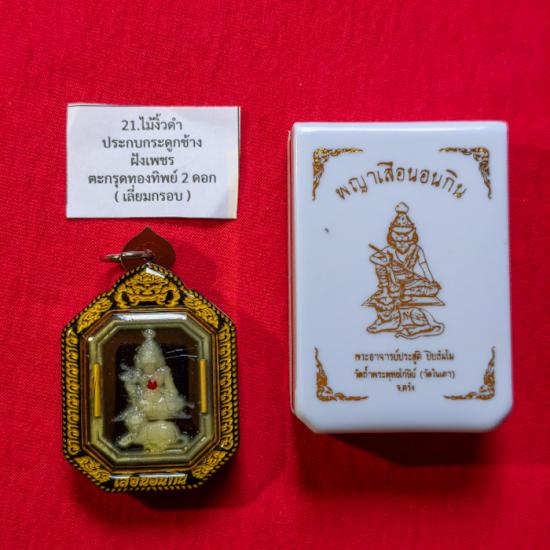 21.ไม้งิ้วดำ
ประกบกระดูกช้าง
ฝังเพชร
ตะกรุดทองทิพย์ 2 ดอก
( เลี่ยมกรอบ )
พญาเสือนอนกิน
พระอาจารย์ประสูติ ปิยธัมโม
วัดถ้ำพระพุทธโกษีย์ (วัดในเตา)
จ.ตรัง
เสือนอนกิน